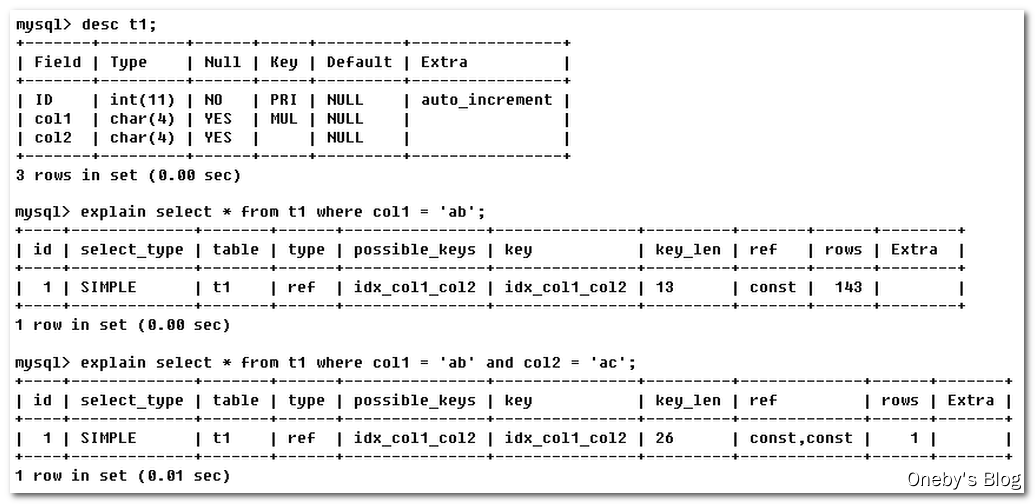 mysql> desc t1;
+-------+---------+------+-----+---------+----------------+
| Field | Type    | Null | Key | Default | Extra          |
+-------+---------+------+-----+---------+----------------+
| ID    | int(11) | NO   | PRI | NULL    | auto_increment |
| col1  | char(4) | YES  | MUL | NULL    |                |
| col2  | char(4) | YES  |     | NULL    |                |
+-------+---------+------+-----+---------+----------------+
3 rows in set (0.00 sec)
mysql> explain select * from t1 where col1 = 'ab';
+----+-------------+-------+------+---------------+---------------+---------+-------+------+-------+
| id | select_type | table | type | possible_keys | key           | key_len | ref   | rows | Extra |
+----+-------------+-------+------+---------------+---------------+---------+-------+------+-------+
|  1 | SIMPLE      | t1    | ref  | idx_col1_col2 | idx_col1_col2 | 13      | const |  143 |       |
+----+-------------+-------+------+---------------+---------------+---------+-------+------+-------+
1 row in set (0.00 sec)
mysql> explain select * from t1 where col1 = 'ab' and col2 = 'ac';
+----+-------------+-------+------+---------------+---------------+---------+-------------+------+-------+
| id | select_type | table | type | possible_keys | key           | key_len | ref         | rows | Extra |
+----+-------------+-------+------+---------------+---------------+---------+-------------+------+-------+
|  1 | SIMPLE      | t1    | ref  | idx_col1_col2 | idx_col1_col2 | 26      | const,const |    1 |       |
+----+-------------+-------+------+---------------+---------------+---------+-------------+------+-------+
1 row in set (0.01 sec)
Oneby's Blog